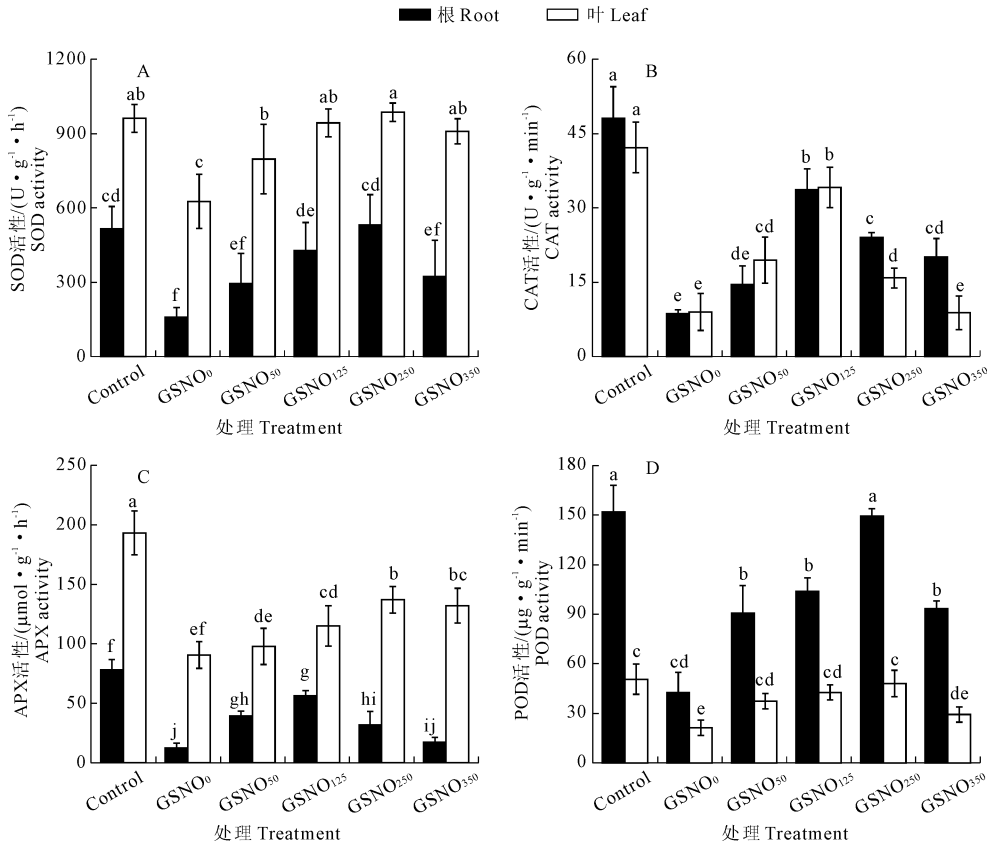 根 Root 叶 Leaf
A
SOD活性/(U·g⁻¹·h⁻¹)
SOD activity
1200
900
600
300
0
cd ab f c ef b de ab cd a ef ab
Control GSNO₀ GSNO₅₀ GSNO₁₂₅ GSNO₂₅₀ GSNO₃₅₀
处理 Treatment
B
CAT活性/(U·g⁻¹·min⁻¹)
CAT activity
60
45
30
15
0
a a e e de cd b b c d cd e
Control GSNO₀ GSNO₅₀ GSNO₁₂₅ GSNO₂₅₀ GSNO₃₅₀
处理 Treatment
C
APX活性/(μmol·g⁻¹·h⁻¹)
APX activity
250
200
150
100
50
0
f a j ef gh de g cd hi b ij bc
Control GSNO₀ GSNO₅₀ GSNO₁₂₅ GSNO₂₅₀ GSNO₃₅₀
处理 Treatment
D
POD活性/(μg·g⁻¹·min⁻¹)
POD activity
180
150
120
90
60
30
0
a c cd e b cd b cd a c b de
Control GSNO₀ GSNO₅₀ GSNO₁₂₅ GSNO₂₅₀ GSNO₃₅₀
处理 Treatment